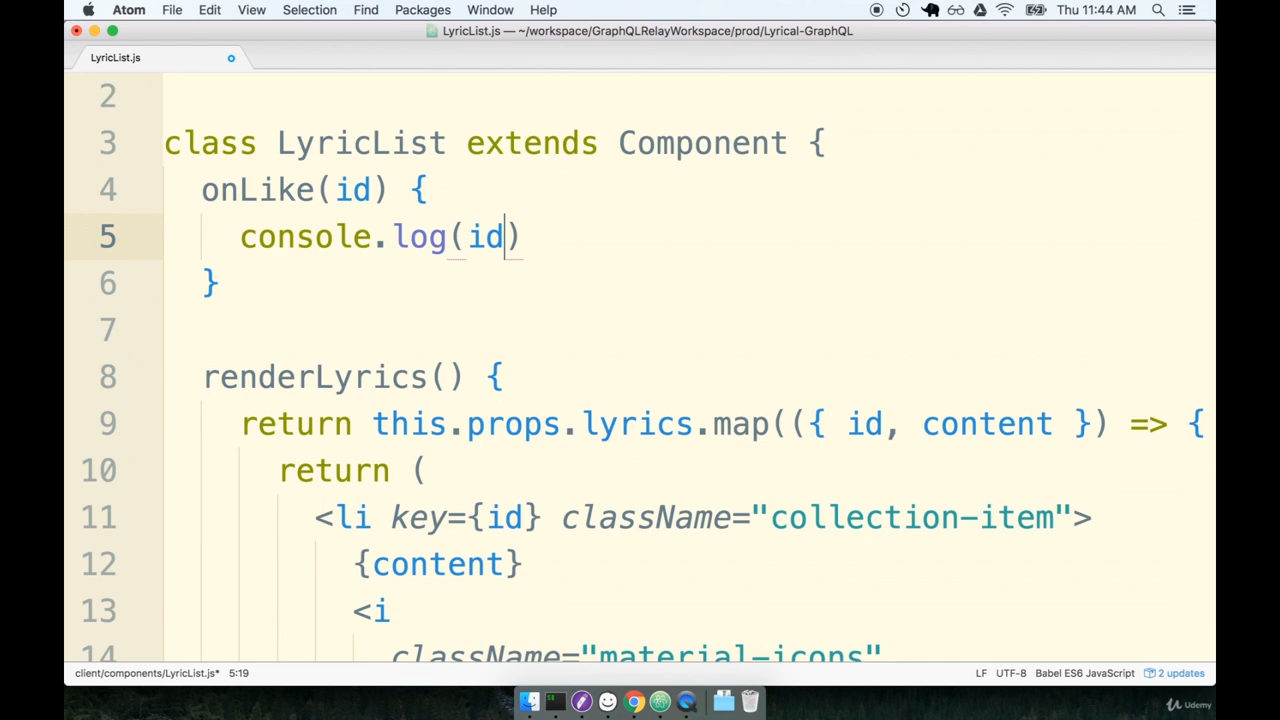 Atom File Edit View Selection Find Packages Window Help Thu 11:44 AM
LyricList.js — ~/workspace/GraphQLRelayWorkspace/prod/Lyrical-GraphQL
LyricList.js
2
3 class LyricList extends Component {
4 onLike(id) {
5 console.log(id)
6 }
7
8 renderLyrics() {
9 return this.props.lyrics.map(({ id, content }) => {
10 return (
11 <li key={id} className="collection-item">
12 {content}
13 <i
14 className="material-icons"
client/components/LyricList.js* 5:19 LF UTF-8 Babel ES6 JavaScript 2 updates
Udemy